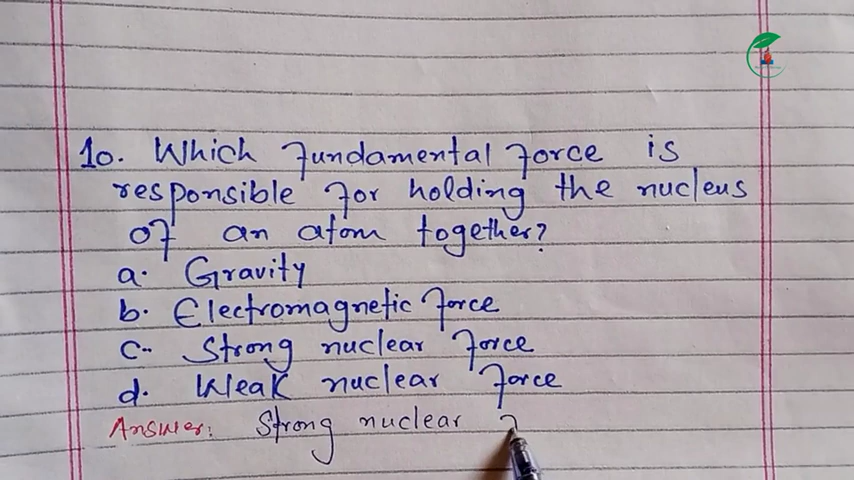 10. Which fundamental force is
responsible for holding the nucleus
of an atom together?
a. Gravity
b. Electromagnetic force
c. Strong nuclear force
d. Weak nuclear force
Answer: Strong nuclear